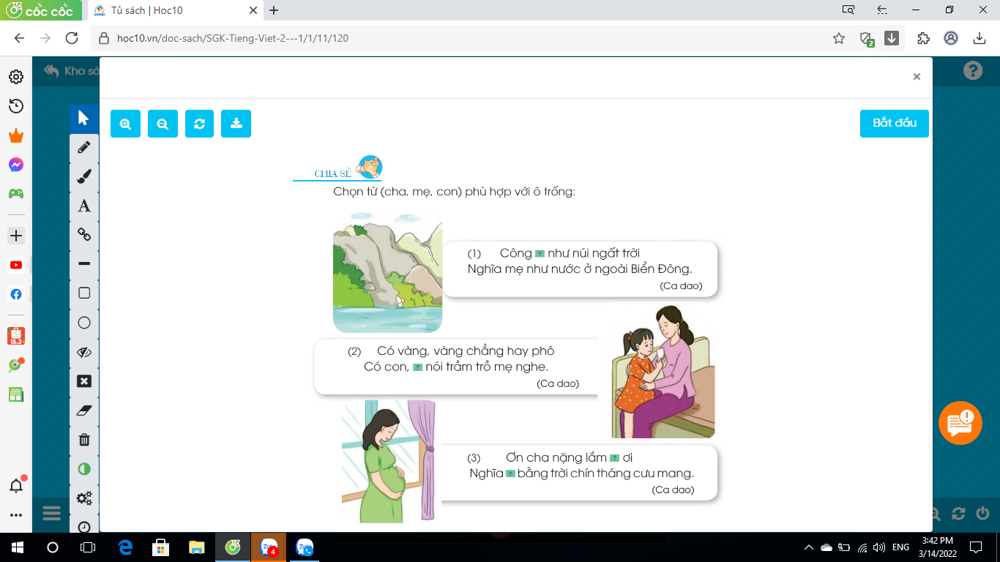 cốc cốc
Tủ sách | Hoc10
hoc10.vn/doc-sach/SGK-Tieng-Viet-2---1/1/11/120
2
Kho sá
?
×
Bắt đầu
CHIA SẺ
Chọn từ (cha, mẹ, con) phù hợp với ô trống:
(1) Công ? như núi ngất trời
Nghĩa mẹ như nước ở ngoài Biển Đông.
(Ca dao)
(2) Có vàng, vàng chẳng hay phô
Có con, ? nói trầm trồ mẹ nghe.
(Ca dao)
(3) Ơn cha nặng lắm ? ơi
Nghĩa ? bằng trời chín tháng cưu mang.
(Ca dao)
A
S
15.3
Zalo
4
Zalo
ENG
3:42 PM
3/14/2022